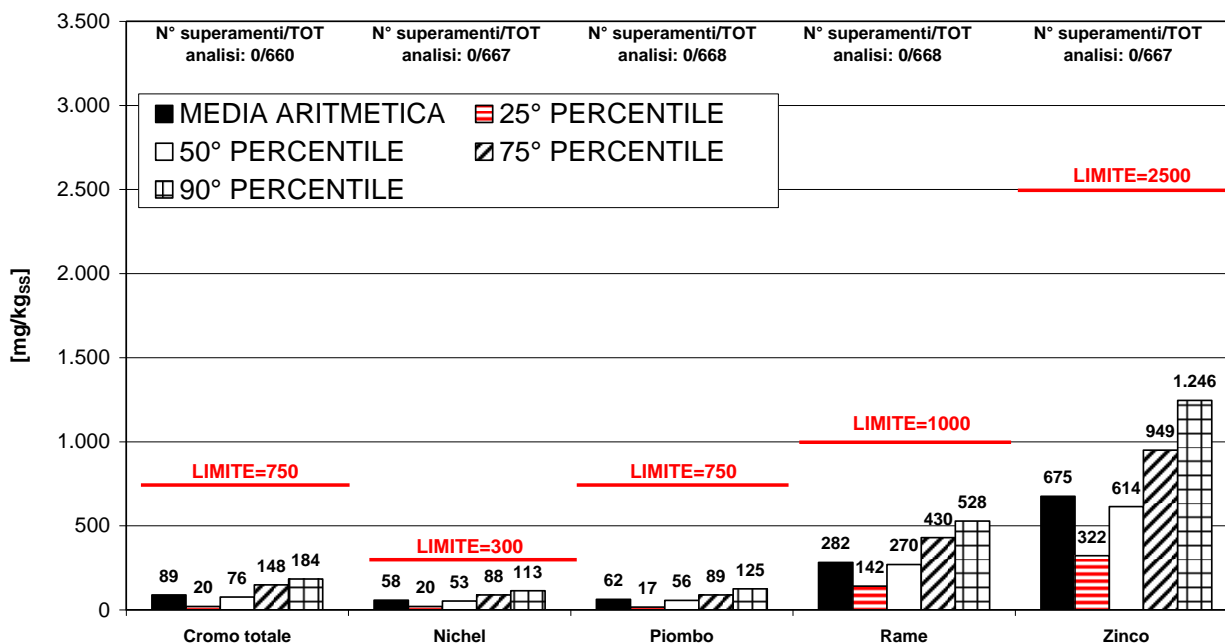 3.500
3.000
2.500
2.000
1.500
1.000
500
0
[mg/kgSS]
N° superamenti/TOT
analisi: 0/660
N° superamenti/TOT
analisi: 0/667
N° superamenti/TOT
analisi: 0/668
N° superamenti/TOT
analisi: 0/668
N° superamenti/TOT
analisi: 0/667
MEDIA ARITMETICA
25° PERCENTILE
50° PERCENTILE
75° PERCENTILE
90° PERCENTILE
LIMITE=750
LIMITE=300
LIMITE=750
LIMITE=1000
LIMITE=2500
89 20 76 148 184
58 20 53 88 113
62 17 56 89 125
282 142 270 430 528
675 322 614 949 1.246
Cromo totale
Nichel
Piombo
Rame
Zinco